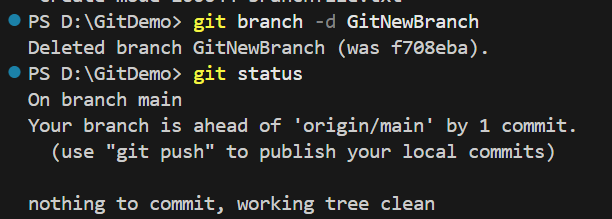 PS D:\GitDemo> git branch -d GitNewBranch
Deleted branch GitNewBranch (was f708eba).
PS D:\GitDemo> git status
On branch main
Your branch is ahead of 'origin/main' by 1 commit.
  (use "git push" to publish your local commits)

nothing to commit, working tree clean